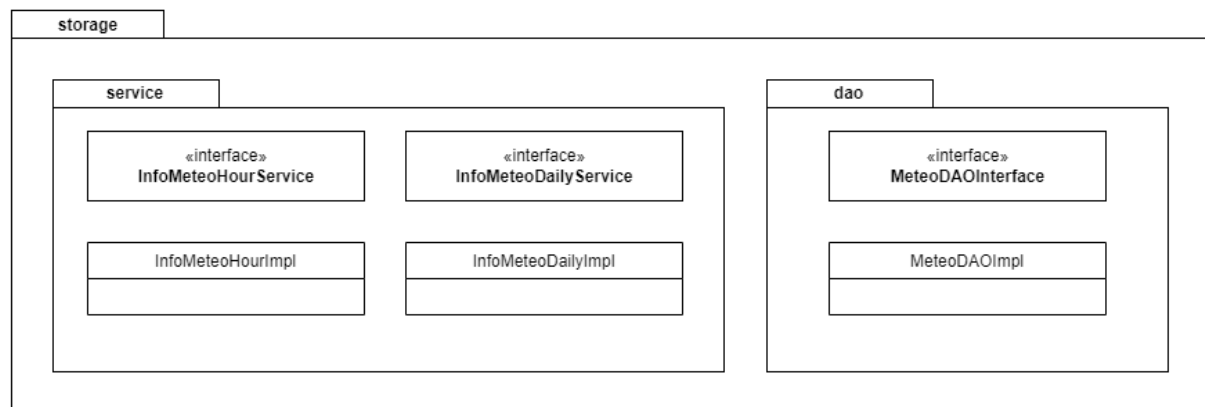 storage
service
«interface»
InfoMeteoHourService
«interface»
InfoMeteoDailyService
InfoMeteoHourImpl
InfoMeteoDailyImpl
dao
«interface»
MeteoDAOInterface
MeteoDAOImpl